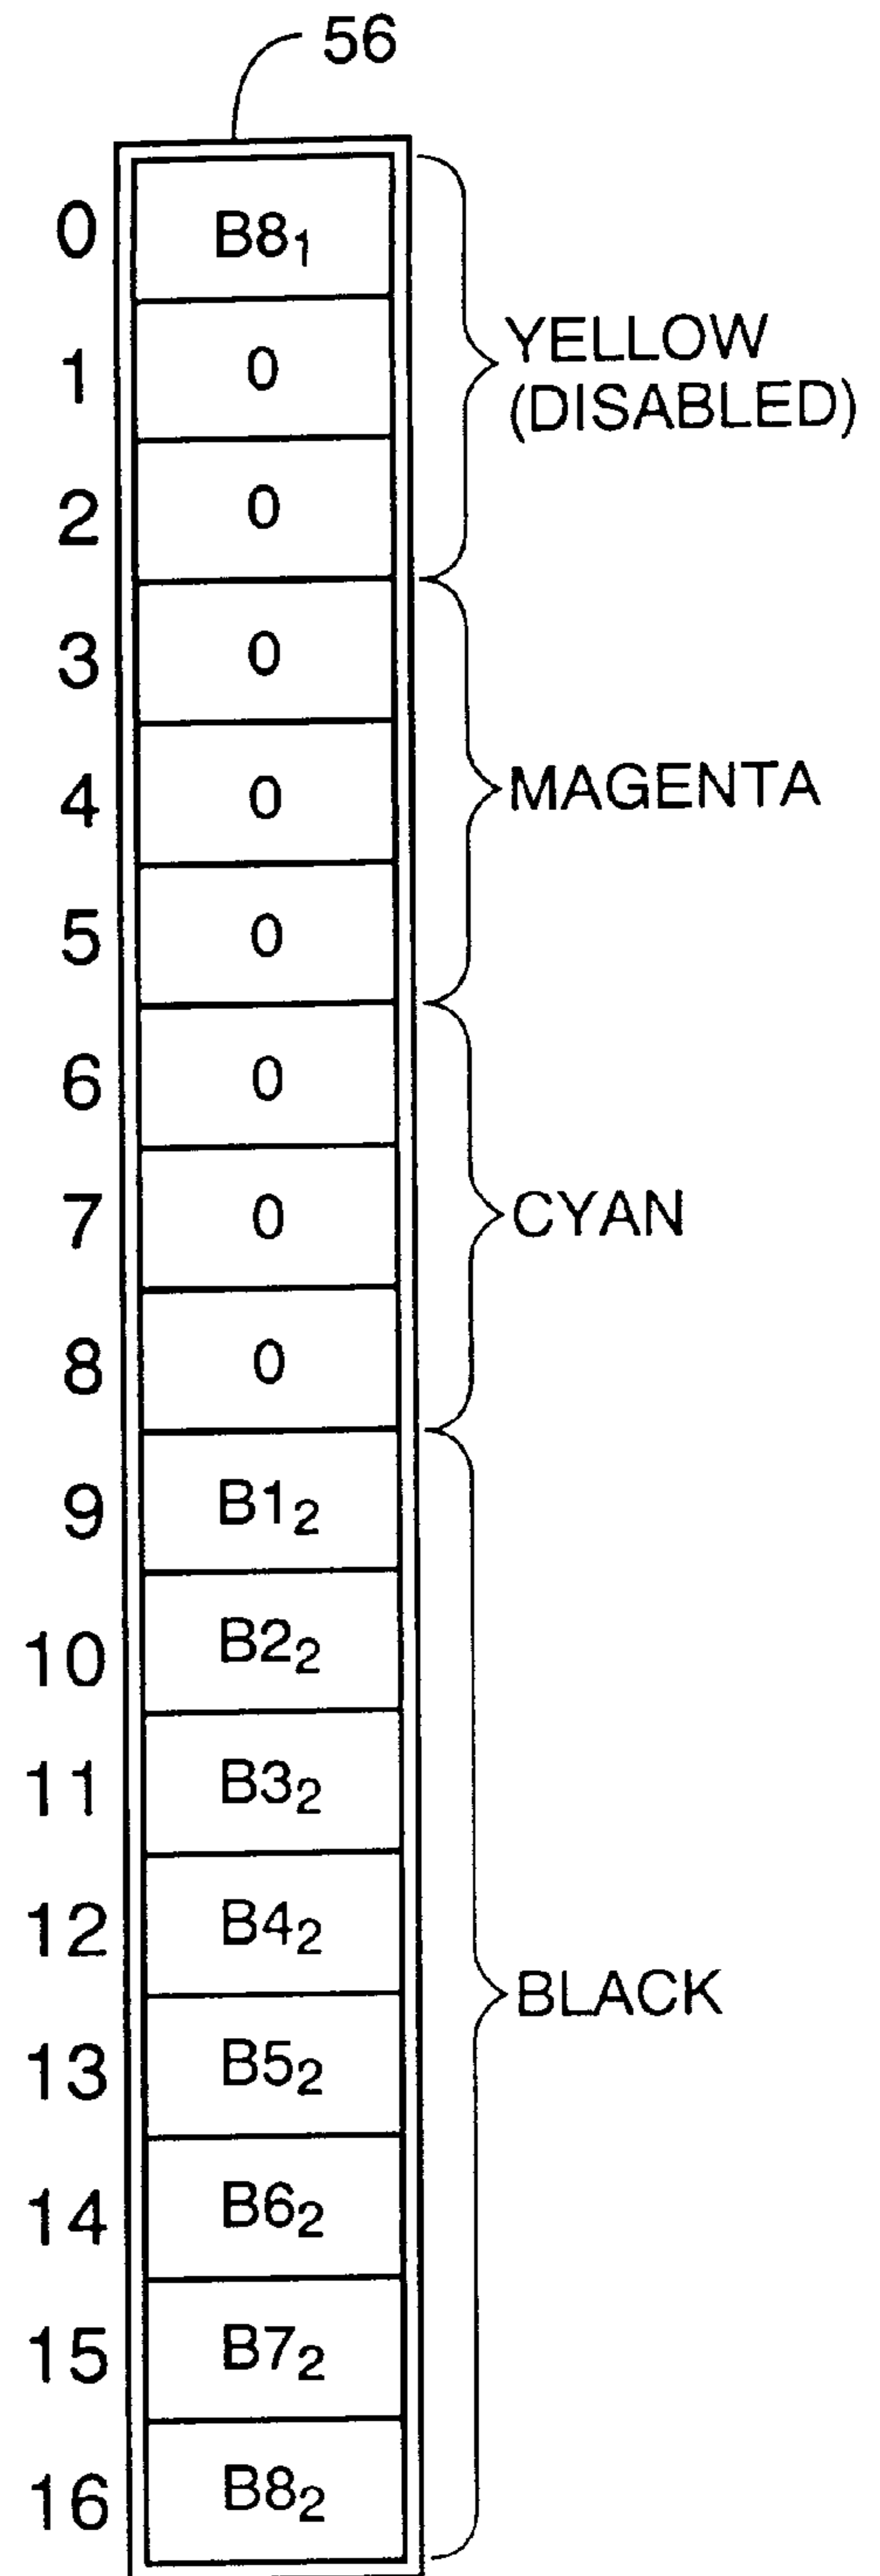 56
0 B8₁
1 0
YELLOW
(DISABLED)
2 0
3 0
4 0 MAGENTA
5 0
6 0
7 0 CYAN
8 0
9 B1₂
10 B2₂
11 B3₂
12 B4₂
BLACK
13 B5₂
14 B6₂
15 B7₂
16 B8₂